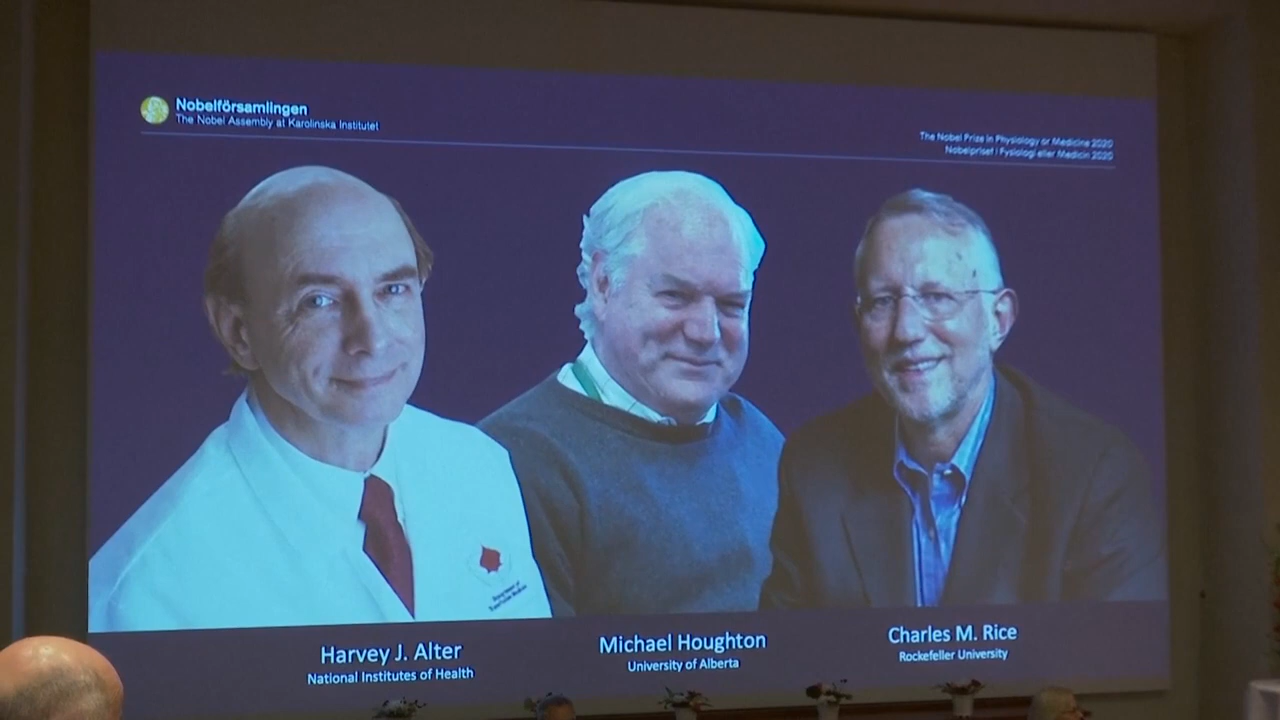 Nobelförsamlingen
The Nobel Assembly at Karolinska Institutet
The Nobel Prize in Physiology or Medicine 2020
Nobelpriset i Fysiologi eller Medicin 2020
Harvey J. Alter
National Institutes of Health
Michael Houghton
University of Alberta
Charles M. Rice
Rockefeller University